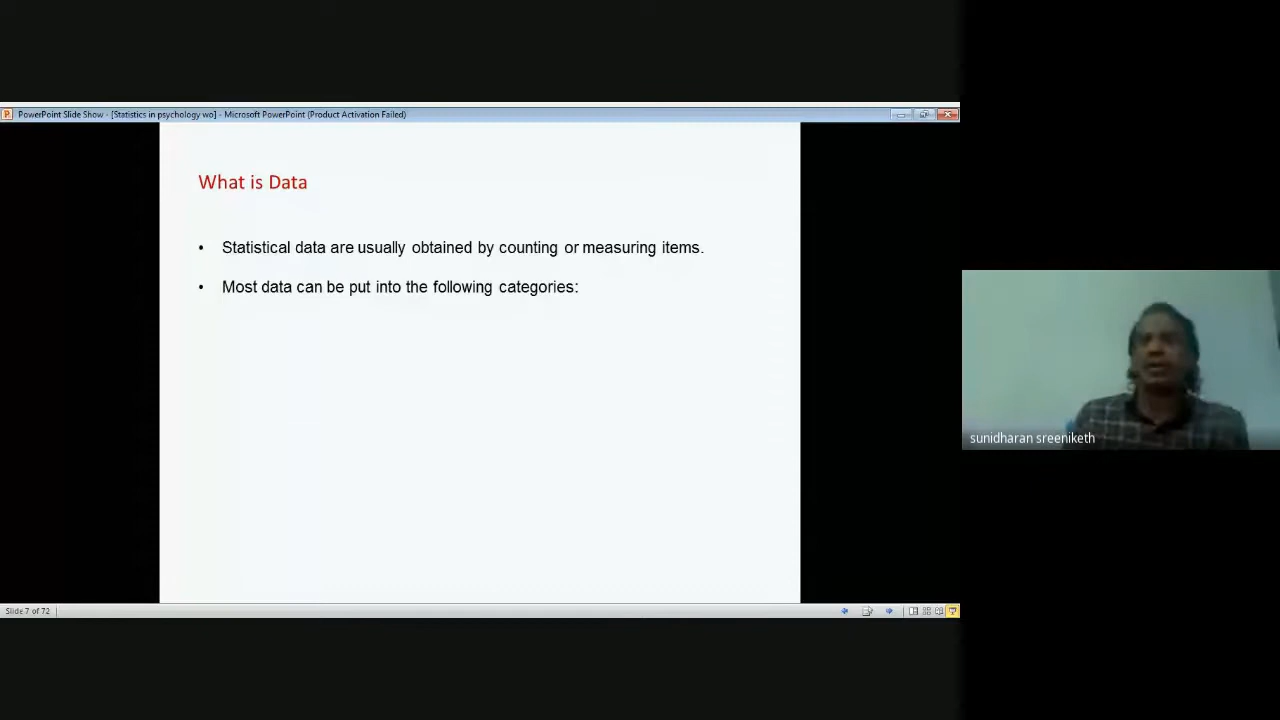 PowerPoint Slide Show - [Statistics in psychology wo] - Microsoft PowerPoint (Product Activation Failed)
What is Data
• Statistical data are usually obtained by counting or measuring items.
• Most data can be put into the following categories:
sunidharan sreeniketh
Slide 7 of 72